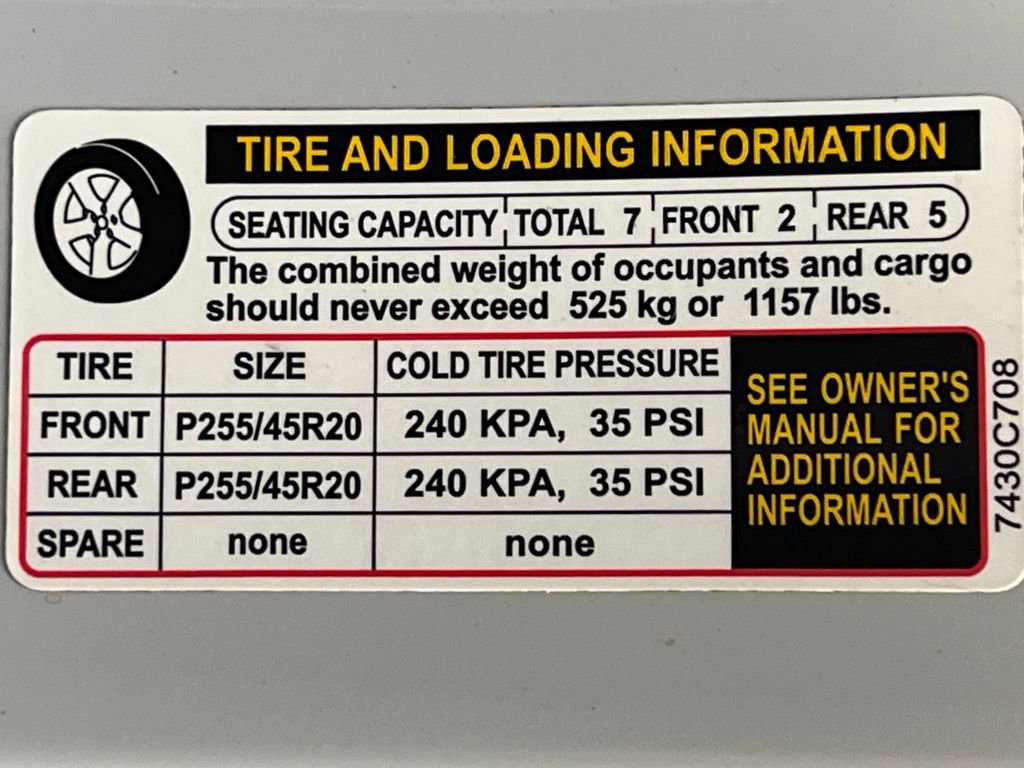 TIRE AND LOADING INFORMATION
SEATING CAPACITY TOTAL 7 FRONT 2 REAR 5
The combined weight of occupants and cargo
should never exceed 525 kg or 1157 lbs.
TIRE SIZE COLD TIRE PRESSURE
FRONT P255/45R20 240 KPA, 35 PSI
REAR P255/45R20 240 KPA, 35 PSI
SPARE none none
SEE OWNER'S
MANUAL FOR
ADDITIONAL
INFORMATION
7430C708